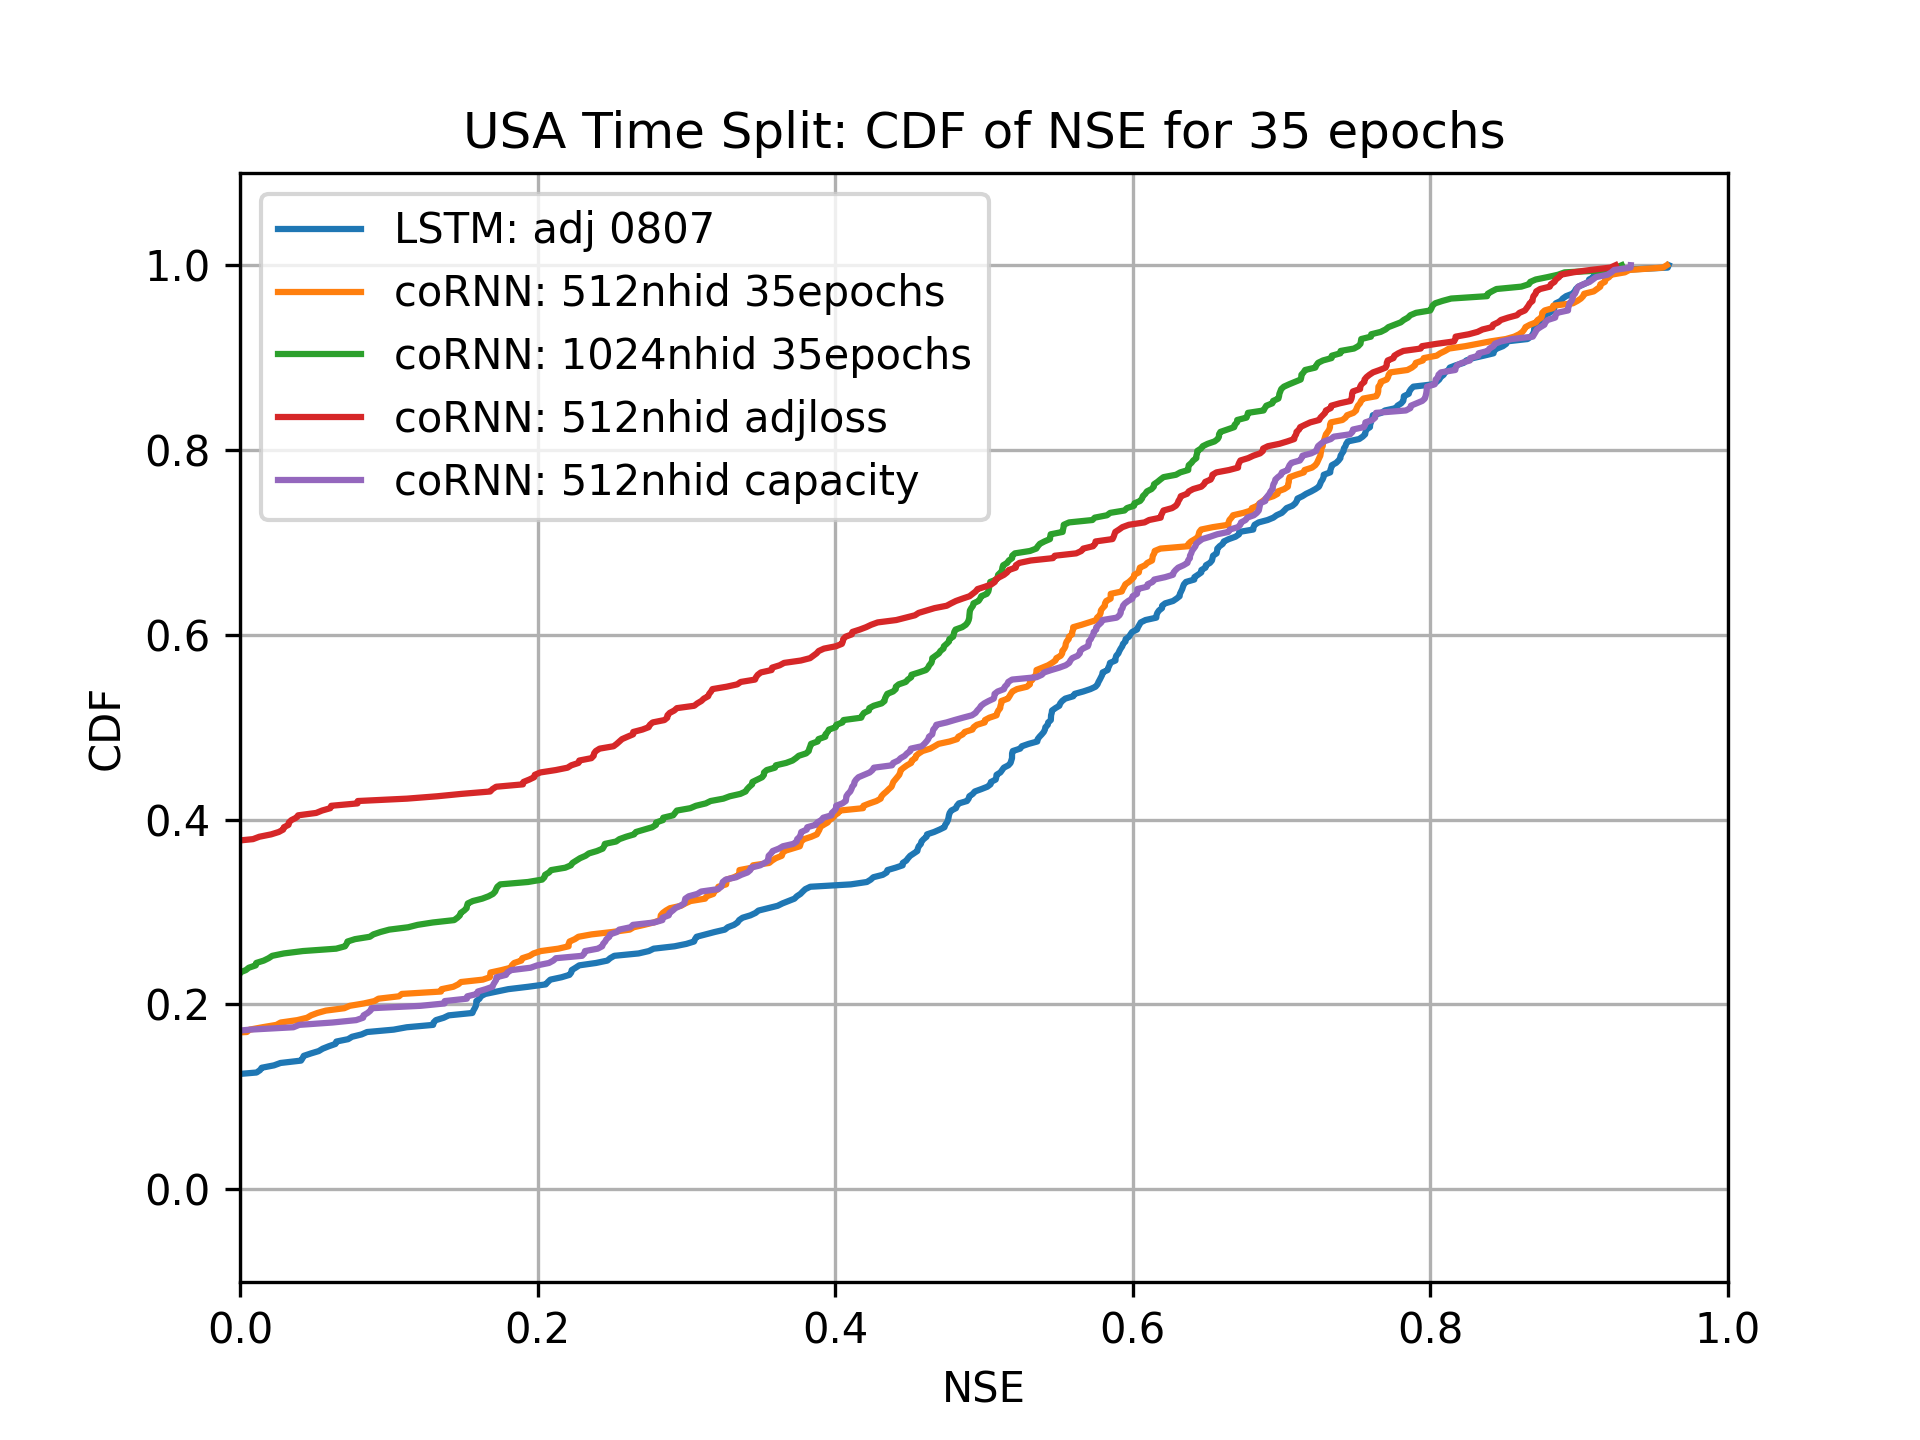 USA Time Split: CDF of NSE for 35 epochs
LSTM: adj 0807
coRNN: 512nhid 35epochs
coRNN: 1024nhid 35epochs
coRNN: 512nhid adjloss
coRNN: 512nhid capacity
1.0
0.8
0.6
0.4
0.2
0.0
CDF
0.0 0.2 0.4 0.6 0.8 1.0
NSE